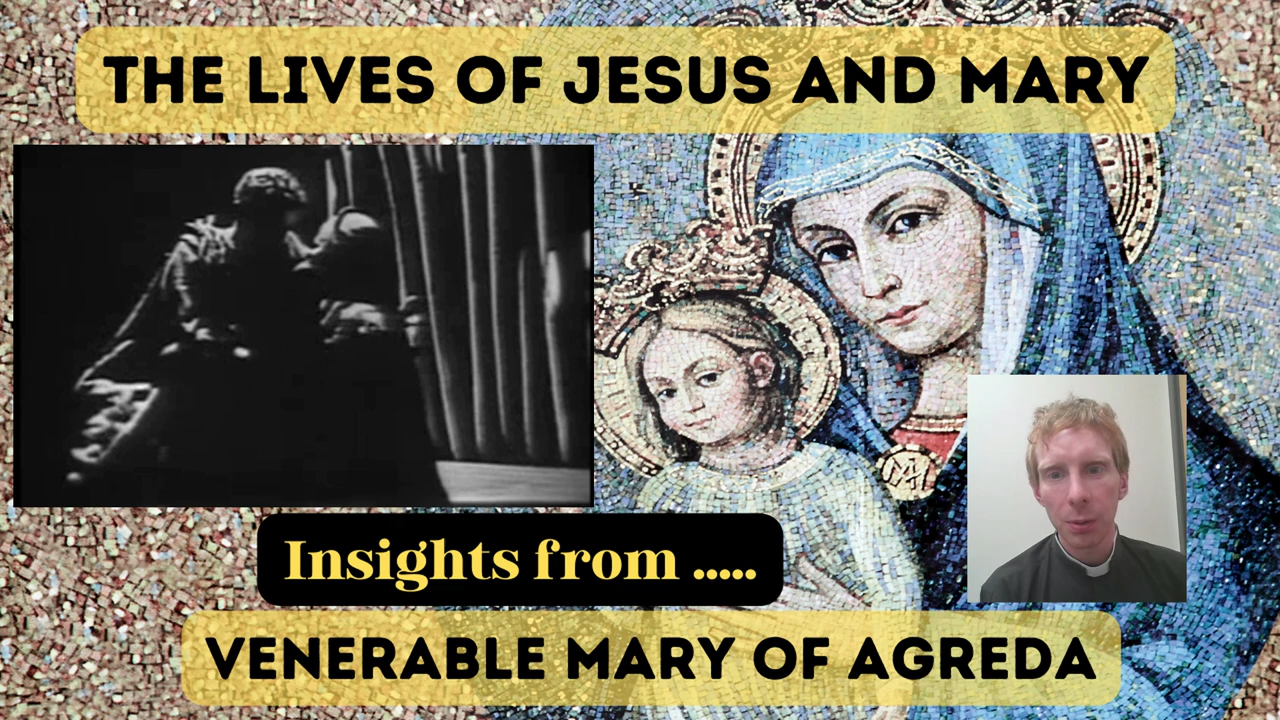 THE LIVES OF JESUS AND MARY
Insights from .....
VENERABLE MARY OF AGREDA